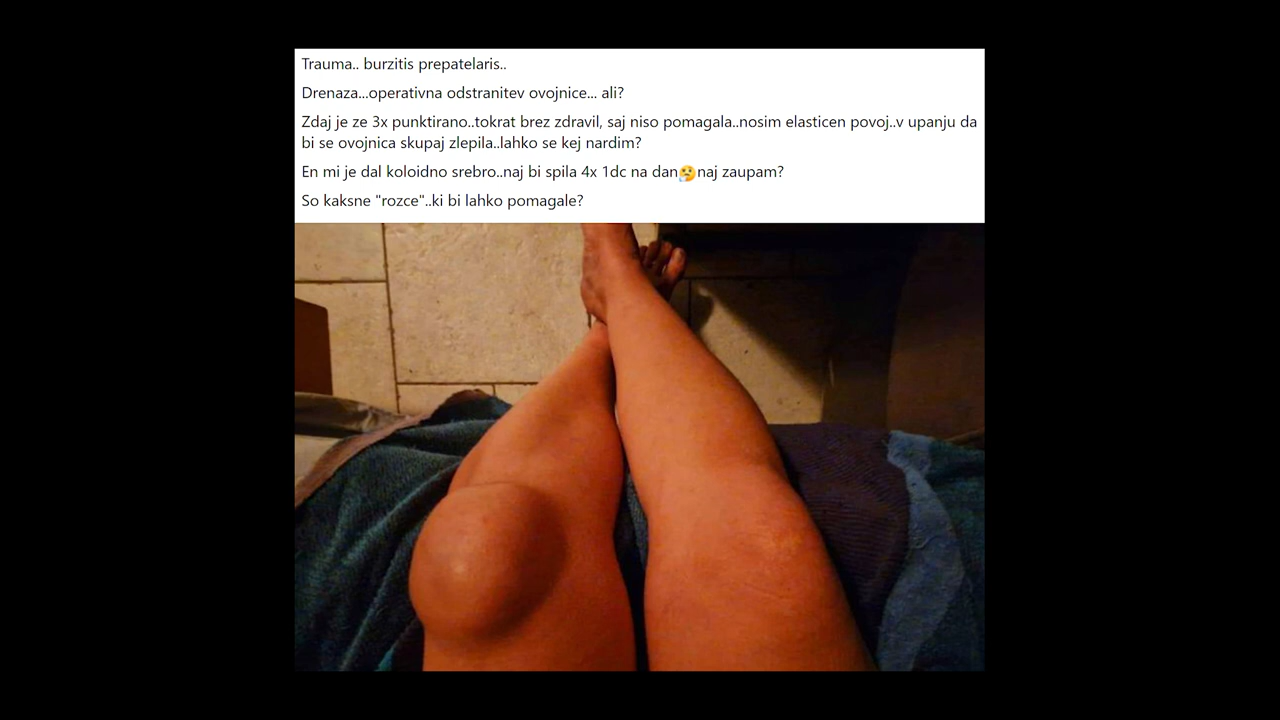 Trauma.. burzitis prepatelaris..
Drenaza...operativna odstranitev ovojnice... ali?
Zdaj je ze 3x punktirano..tokrat brez zdravil, saj niso pomagala..nosim elasticen povoj..v upanju da
bi se ovojnica skupaj zlepila..lahko se kej nardim?
En mi je dal koloidno srebro..naj bi spila 4x 1dc na dan🤔naj zaupam?
So kaksne "rozce"..ki bi lahko pomagale?